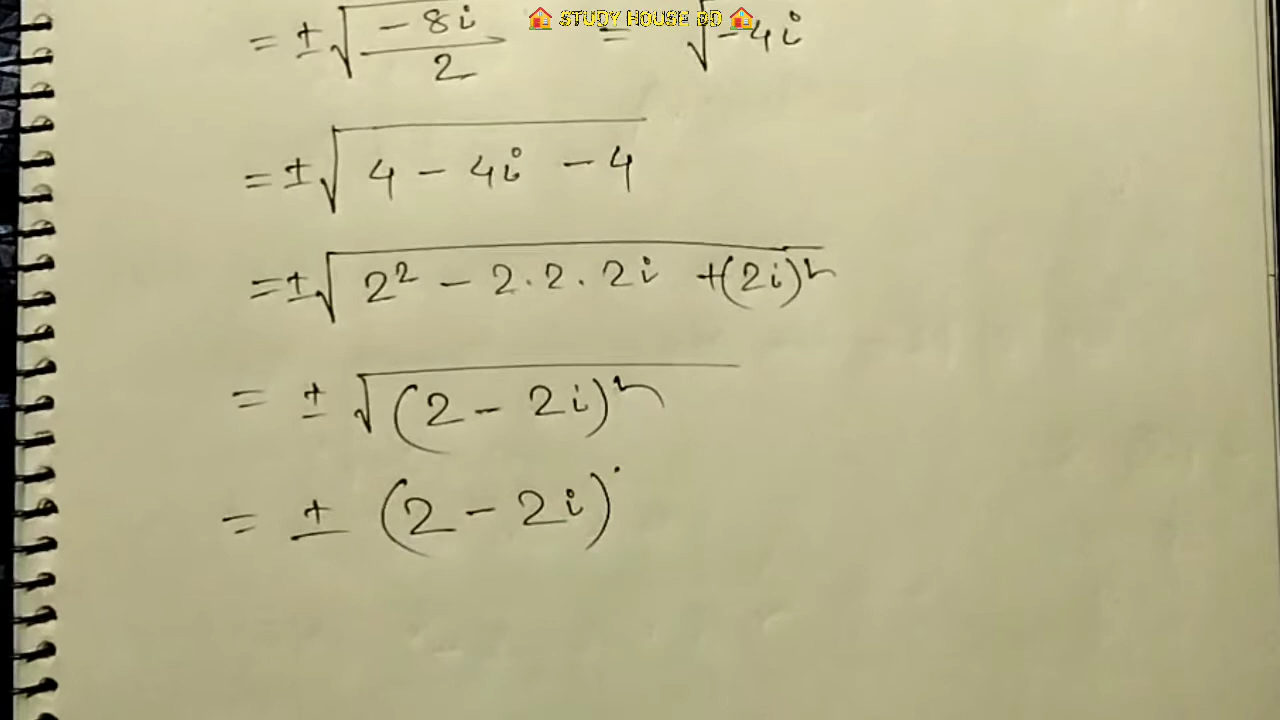 🏠 STUDY HOUSE DD 🏠
= ±√(-8i/2) = √-4i
= ±√(4 - 4i - 4)
= ±√(2² - 2.2.2i + (2i)²)
= ±√((2 - 2i)²)
= ± (2 - 2i)